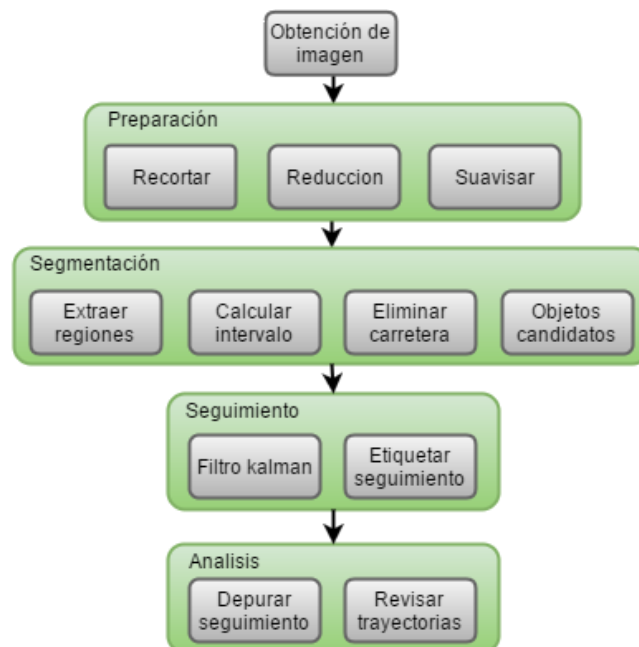 Obtención de
imagen
Preparación
Recortar
Reduccion
Suavisar
Segmentación
Extraer
regiones
Calcular
intervalo
Eliminar
carretera
Objetos
candidatos
Seguimiento
Filtro kalman
Etiquetar
seguimiento
Analisis
Depurar
seguimiento
Revisar
trayectorias